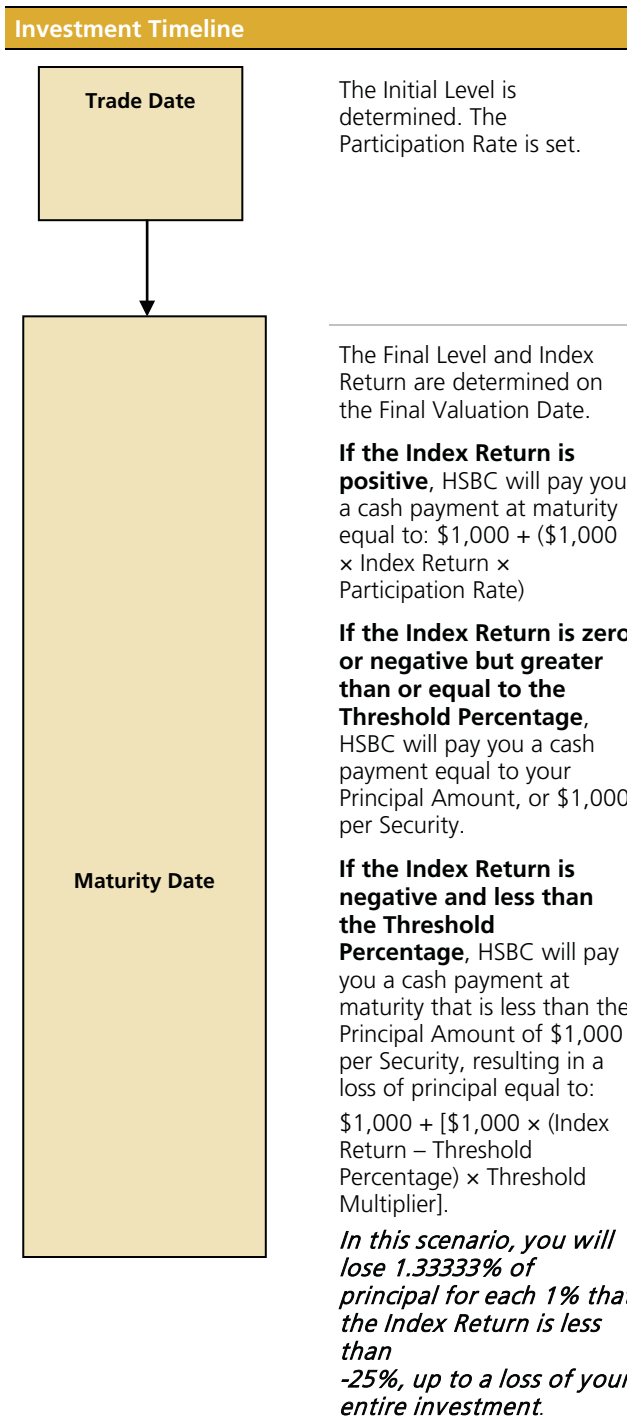 Investment Timeline
Trade Date
The Initial Level is
determined. The
Participation Rate is set.
The Final Level and Index
Return are determined on
the Final Valuation Date.
If the Index Return is
positive, HSBC will pay you
a cash payment at maturity
equal to: $1,000 + ($1,000
× Index Return ×
Participation Rate)
If the Index Return is zero
or negative but greater
than or equal to the
Threshold Percentage,
HSBC will pay you a cash
payment equal to your
Principal Amount, or $1,000
per Security.
Maturity Date
If the Index Return is
negative and less than
the Threshold
Percentage, HSBC will pay
you a cash payment at
maturity that is less than the
Principal Amount of $1,000
per Security, resulting in a
loss of principal equal to:
$1,000 + [$1,000 × (Index
Return – Threshold
Percentage) × Threshold
Multiplier].
In this scenario, you will
lose 1.33333% of
principal for each 1% that
the Index Return is less
than
-25%, up to a loss of your
entire investment.